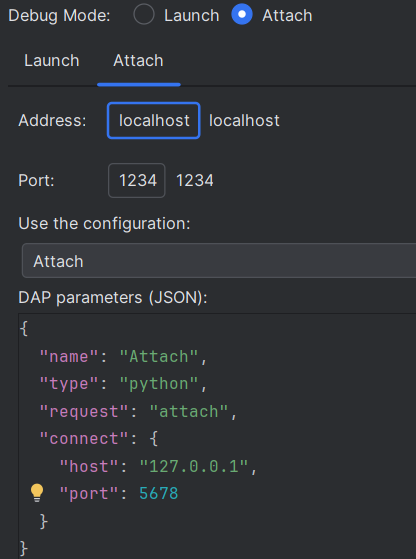 Debug Mode: Launch Attach
Launch Attach
Address: localhost localhost
Port: 1234 1234
Use the configuration:
Attach
DAP parameters (JSON):
{
  "name": "Attach",
  "type": "python",
  "request": "attach",
  "connect": {
    "host": "127.0.0.1",
    "port": 5678
  }
}